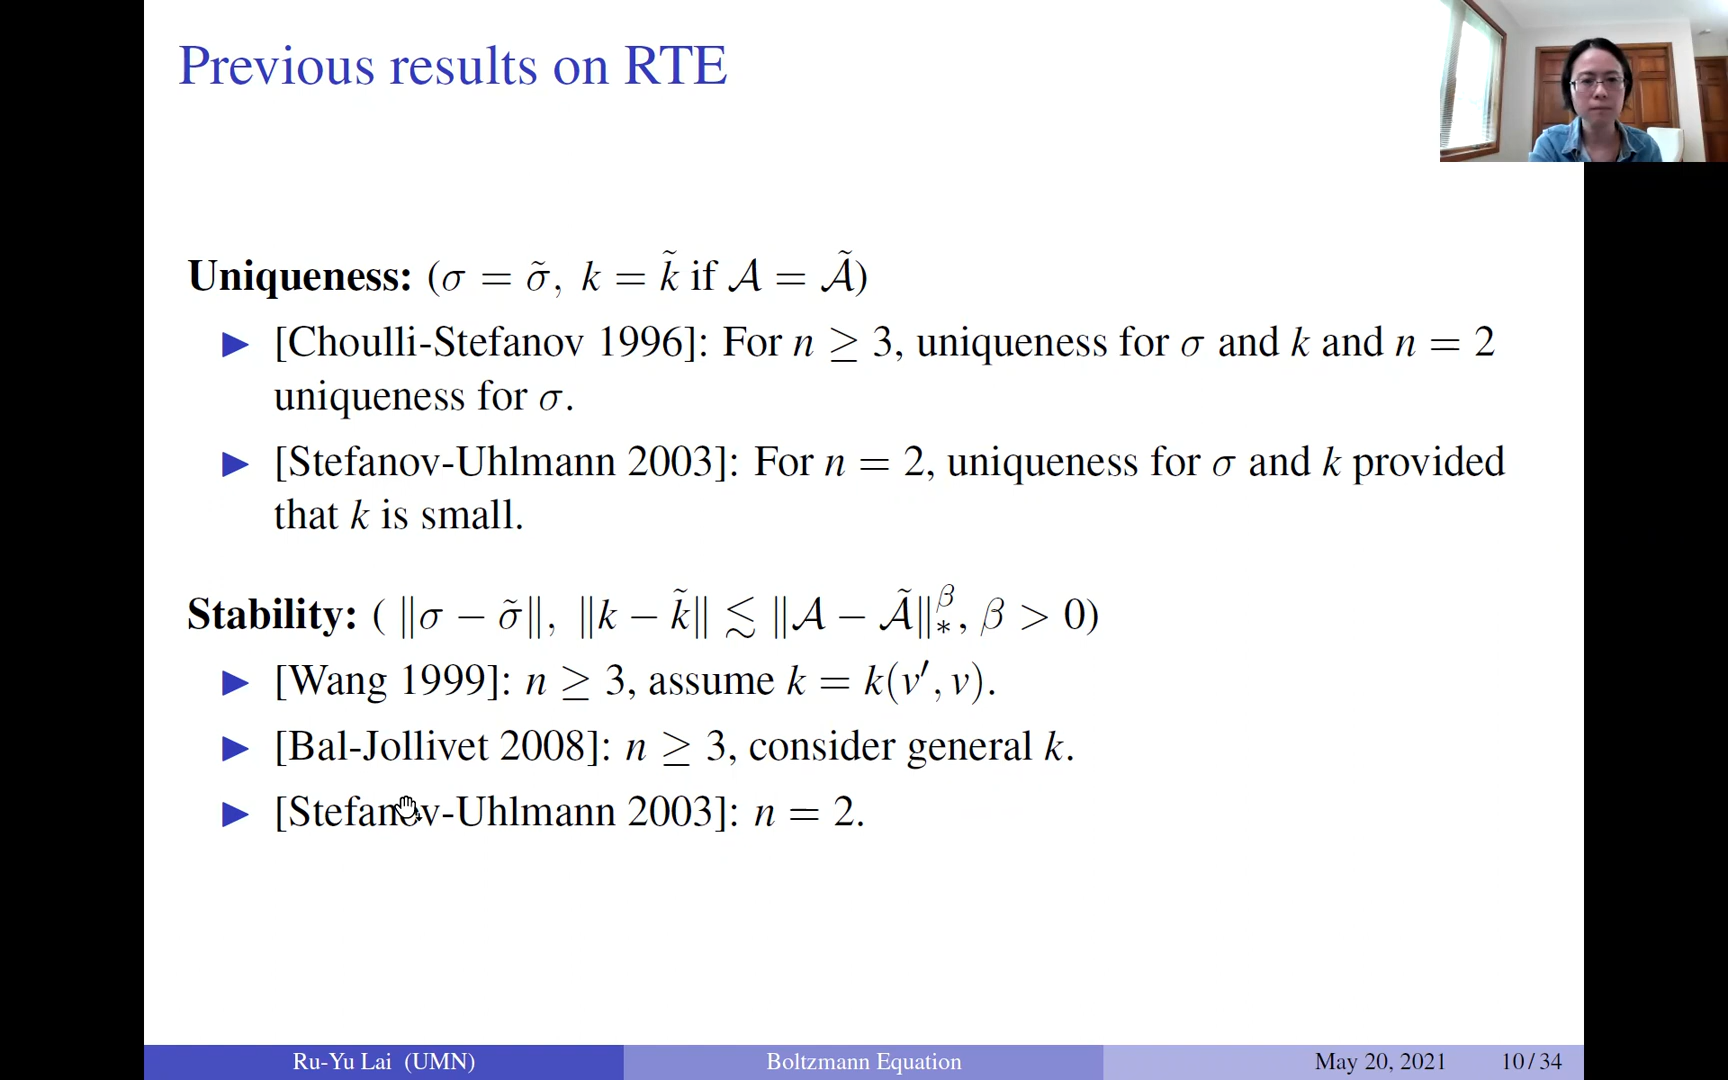 Previous results on RTE
Uniqueness: (σ = σ̃, k = k̃ if 𝒜 = 𝒜̃)
▶ [Choulli-Stefanov 1996]: For n ≥ 3, uniqueness for σ and k and n = 2
uniqueness for σ.
▶ [Stefanov-Uhlmann 2003]: For n = 2, uniqueness for σ and k provided
that k is small.
Stability: ( ‖σ − σ̃‖, ‖k − k̃‖ ≲ ‖𝒜 − 𝒜̃‖_*^β, β > 0)
▶ [Wang 1999]: n ≥ 3, assume k = k(v′, v).
▶ [Bal-Jollivet 2008]: n ≥ 3, consider general k.
▶ [Stefanov-Uhlmann 2003]: n = 2.
Ru-Yu Lai (UMN) Boltzmann Equation May 20, 2021 10 / 34